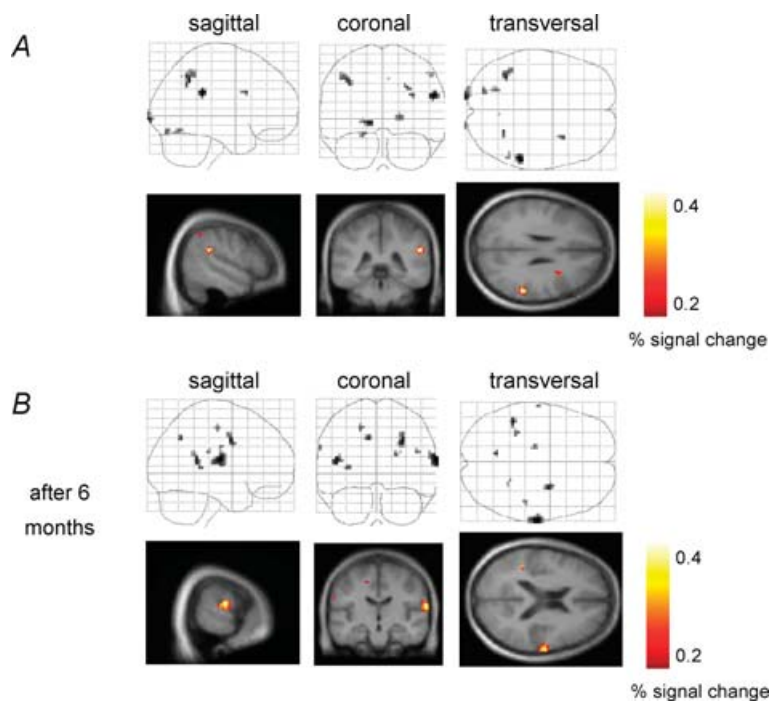 A
sagittal coronal transversal
0.4
0.2
% signal change
B
sagittal coronal transversal
after 6
months
0.4
0.2
% signal change